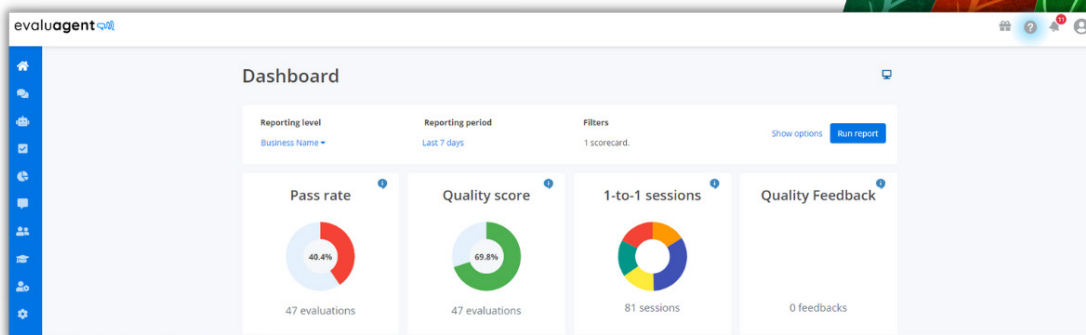 evaluagent
11
Dashboard
Reporting level
Reporting period
Filters
Business Name
Last 7 days
1 scorecard.
Show options
Run report
Pass rate
Quality score
1-to-1 sessions
Quality Feedback
40.4%
69.8%
47 evaluations
47 evaluations
81 sessions
0 feedbacks